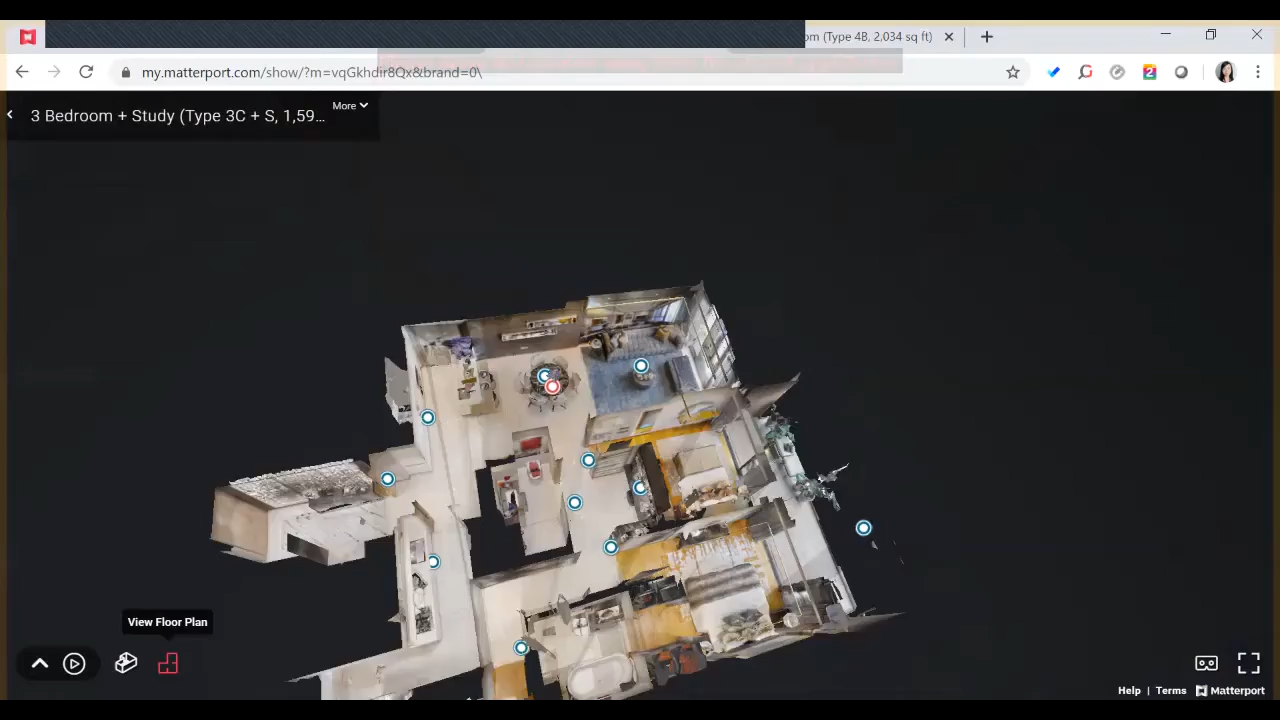 om (Type 4B, 2,034 sq ft)
my.matterport.com/show/?m=vqGkhdir8Qx&brand=0\
3 Bedroom + Study (Type 3C + S, 1,59...
More
View Floor Plan
Help | Terms Matterport